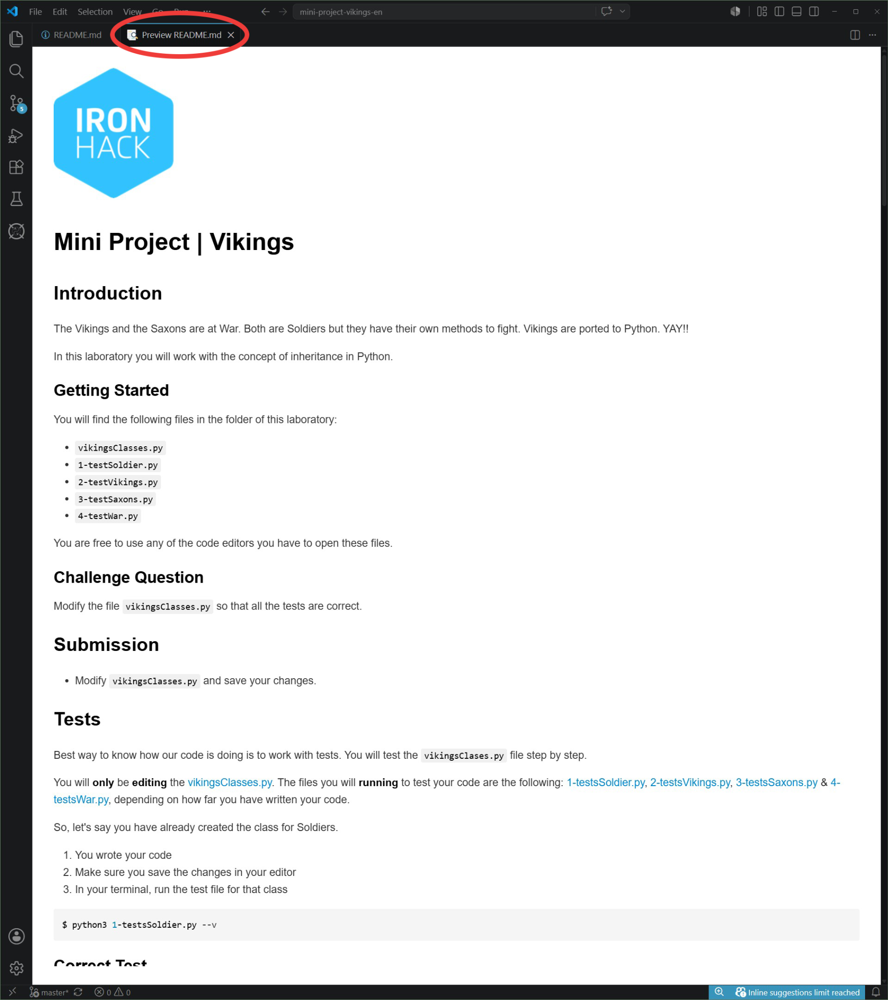 File Edit Selection View Go Run ...
mini-project-vikings-en
README.md
Preview README.md
5
IRON
HACK
Mini Project | Vikings
Introduction
The Vikings and the Saxons are at War. Both are Soldiers but they have their own methods to fight. Vikings are ported to Python. YAY!!
In this laboratory you will work with the concept of inheritance in Python.
Getting Started
You will find the following files in the folder of this laboratory:
• vikingsClasses.py
• 1-testSoldier.py
• 2-testVikings.py
• 3-testSaxons.py
• 4-testWar.py
You are free to use any of the code editors you have to open these files.
Challenge Question
Modify the file vikingsClasses.py so that all the tests are correct.
Submission
• Modify vikingsClasses.py and save your changes.
Tests
Best way to know how our code is doing is to work with tests. You will test the vikingsClases.py file step by step.
You will only be editing the vikingsClasses.py. The files you will running to test your code are the following: 1-testsSoldier.py, 2-testsVikings.py, 3-testsSaxons.py & 4-
testsWar.py, depending on how far you have written your code.
So, let's say you have already created the class for Soldiers.
1. You wrote your code
2. Make sure you save the changes in your editor
3. In your terminal, run the test file for that class
$ python3 1-testsSoldier.py --v
Correct Test
master* 0 0
Inline suggestions limit reached